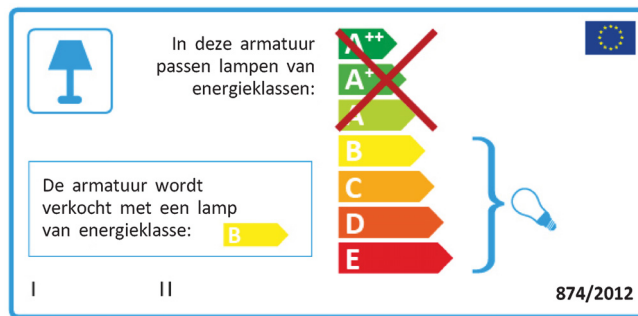 In deze armatuur
passen lampen van
energieklassen:
A++
A+
A
B
C
D
E
De armatuur wordt
verkocht met een lamp
van energieklasse:
B
I II
874/2012